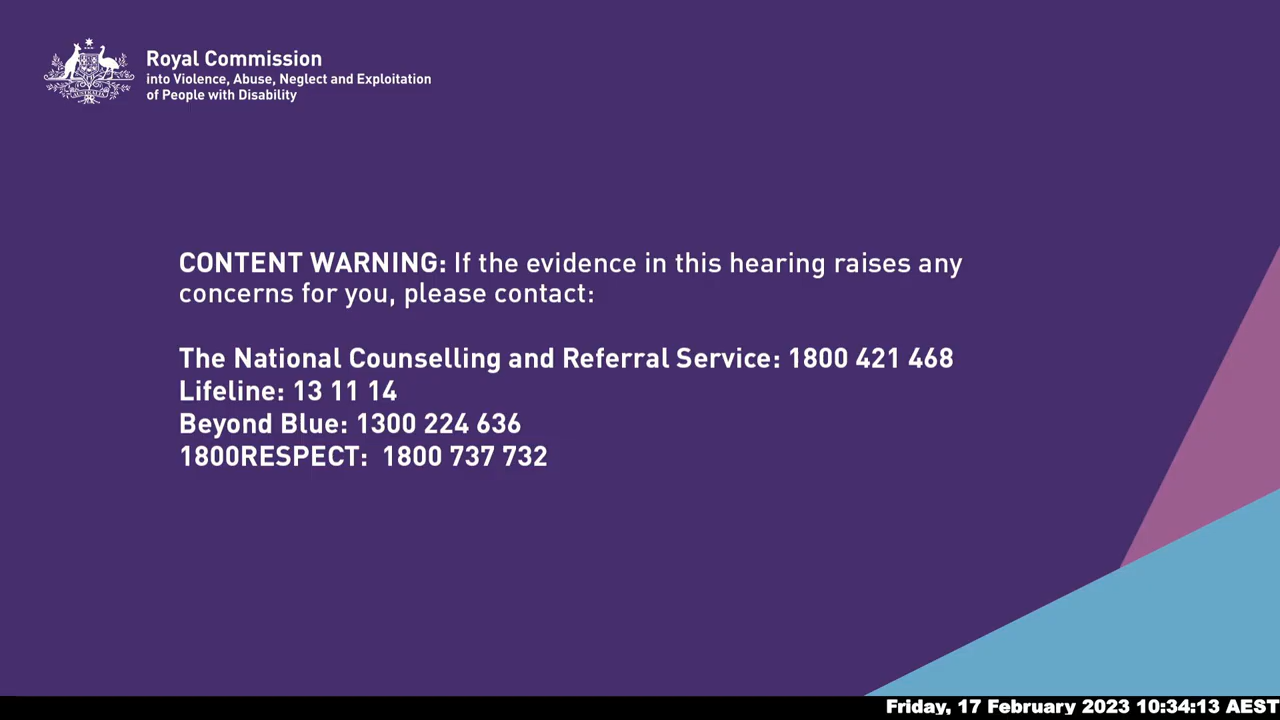 Royal Commission
into Violence, Abuse, Neglect and Exploitation
of People with Disability
CONTENT WARNING: If the evidence in this hearing raises any
concerns for you, please contact:
The National Counselling and Referral Service: 1800 421 468
Lifeline: 13 11 14
Beyond Blue: 1300 224 636
1800RESPECT: 1800 737 732
Friday, 17 February 2023 10:34:13 AEST